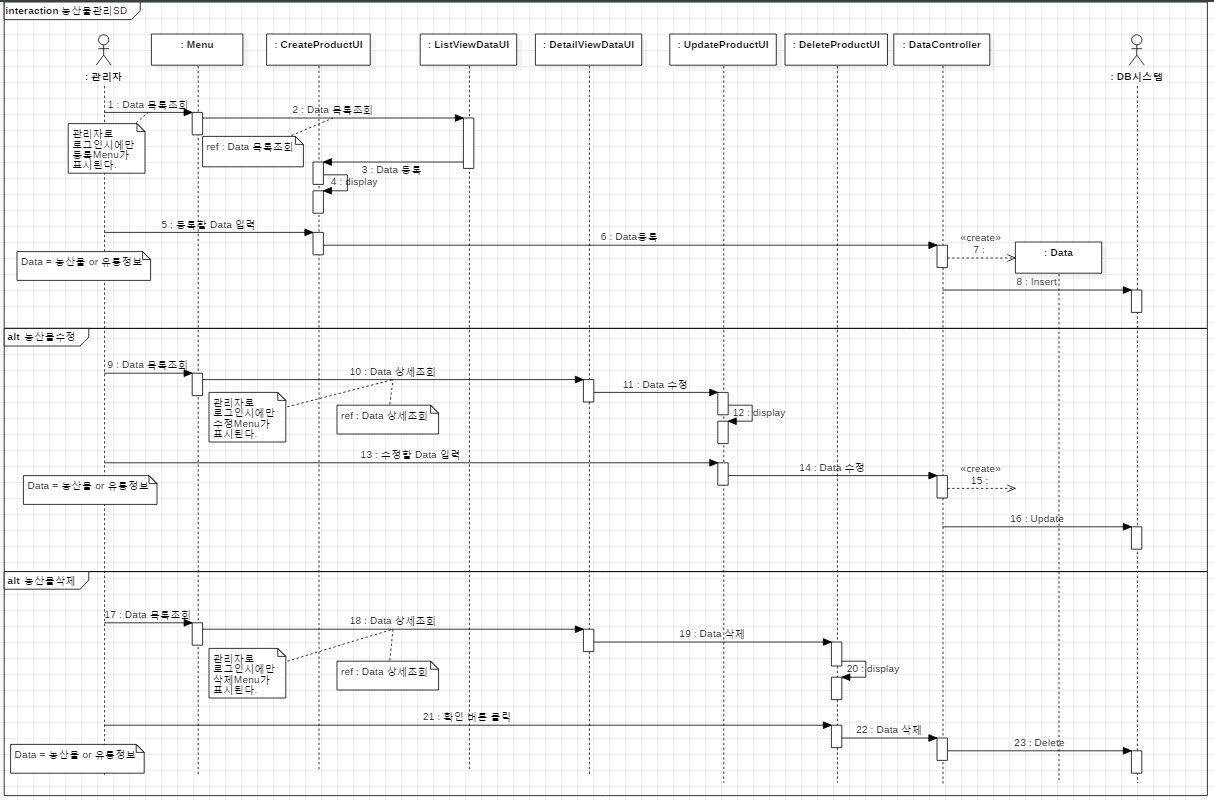 interaction 농산물관리SD
: 관리자
: Menu
: CreateProductUI
: ListViewDataUI
: DetailViewDataUI
: UpdateProductUI
: DeleteProductUI
: DataController
: DB시스템
1 : Data 목록조회
2 : Data 목록조회
관리자로
로그인시에만
등록Menu가
표시된다.
ref : Data 목록조회
3 : Data 등록
4 : display
5 : 등록할 Data 입력
6 : Data등록
«create»
7 :
: Data
Data = 농산물 or 유통정보
8 : Insert
alt 농산물수정
9 : Data 목록조회
10 : Data 상세조회
11 : Data 수정
관리자로
로그인시에만
수정Menu가
표시된다.
ref : Data 상세조회
12 : display
13 : 수정할 Data 입력
14 : Data 수정
«create»
15 :
Data = 농산물 or 유통정보
16 : Update
alt 농산물삭제
17 : Data 목록조회
18 : Data 상세조회
19 : Data 삭제
관리자로
로그인시에만
삭제Menu가
표시된다.
ref : Data 상세조회
20 : display
21 : 확인 버튼 클릭
22 : Data 삭제
23 : Delete
Data = 농산물 or 유통정보